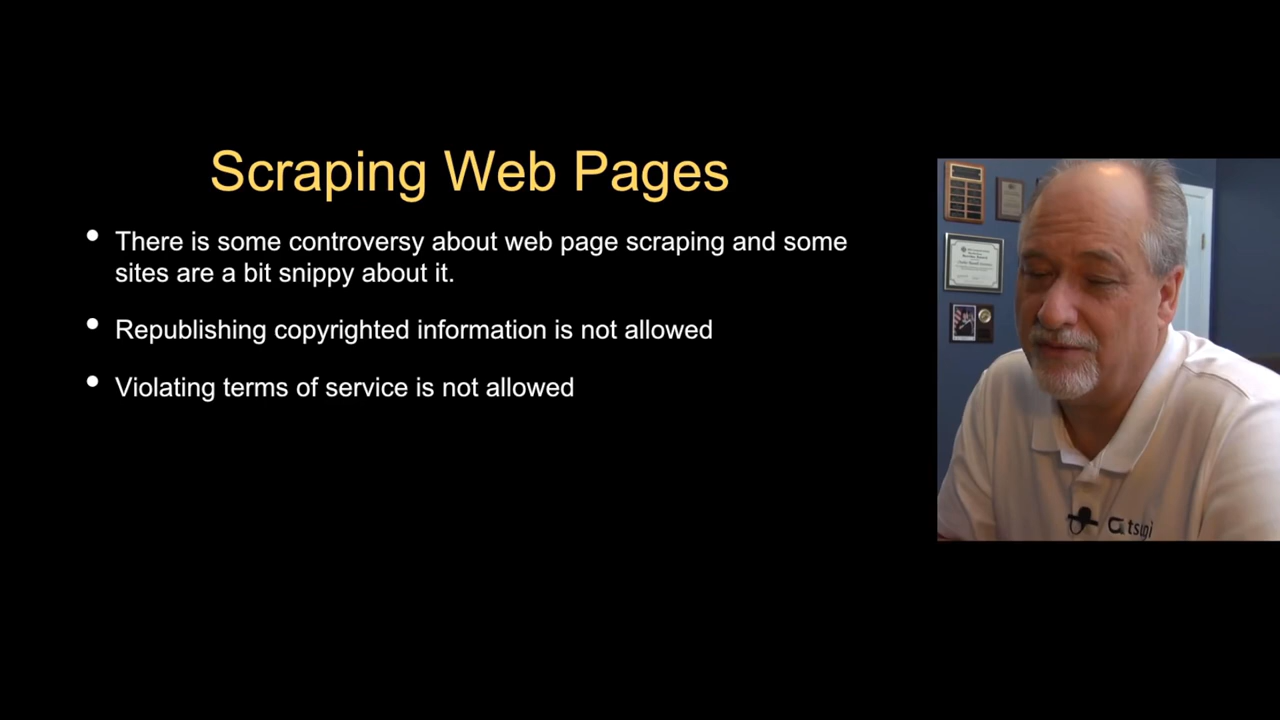 Scraping Web Pages
• There is some controversy about web page scraping and some
sites are a bit snippy about it.
• Republishing copyrighted information is not allowed
• Violating terms of service is not allowed
tsugi